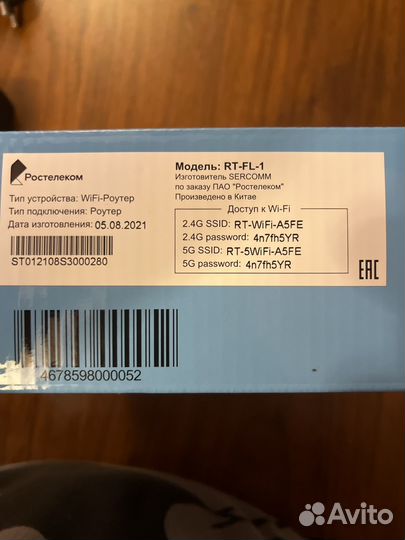 Ростелеком
Тип устройства: WiFi-Роутер
Тип подключения: Роутер
Дата изготовления: 05.08.2021
ST012108S3000280
Модель: RT-FL-1
Изготовитель SERCOMM
по заказу ПАО "Ростелеком"
Произведено в Китае
Доступ к Wi-Fi
2.4G SSID: RT-WiFi-A5FE
2.4G password: 4n7fh5YR
5G SSID: RT-5WiFi-A5FE
5G password: 4n7fh5YR
EAC
4678598000052
Avito